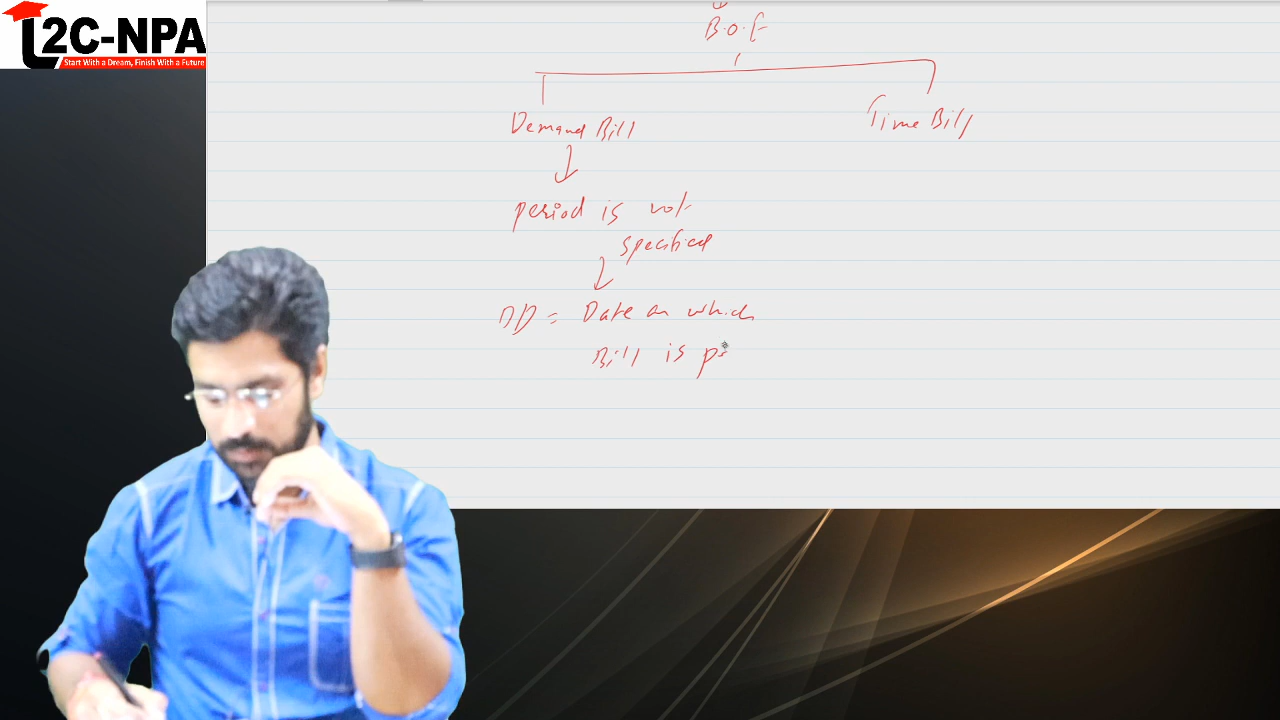 L2C-NPA
Start With a Dream, Finish With a Future
B.O.E
Demand Bill
Time Bill
period is not
specified
DD = Date on which
Bill is p